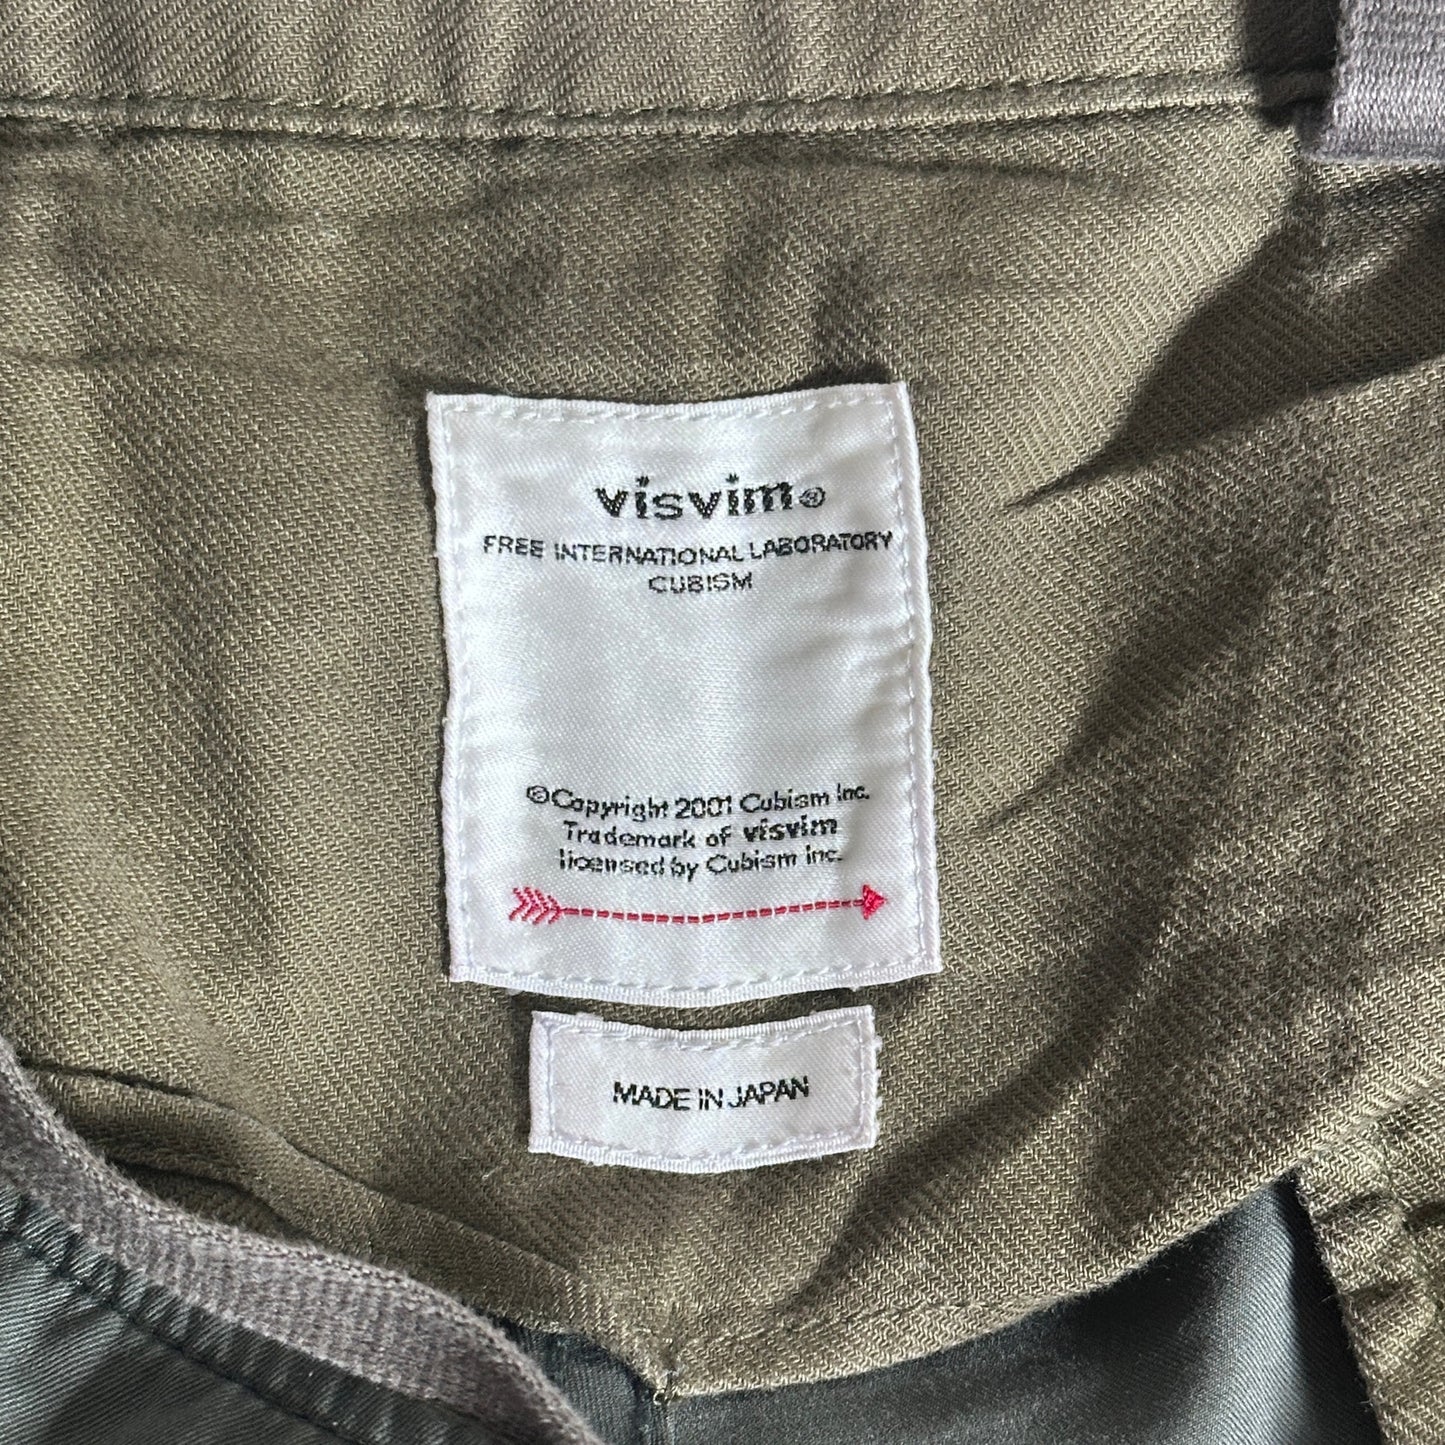 visvim®
FREE INTERNATIONAL LABORATORY
CUBISM
©Copyright 2001 Cubism Inc.
Trademark of visvim
licensed by Cubism Inc.
MADE IN JAPAN